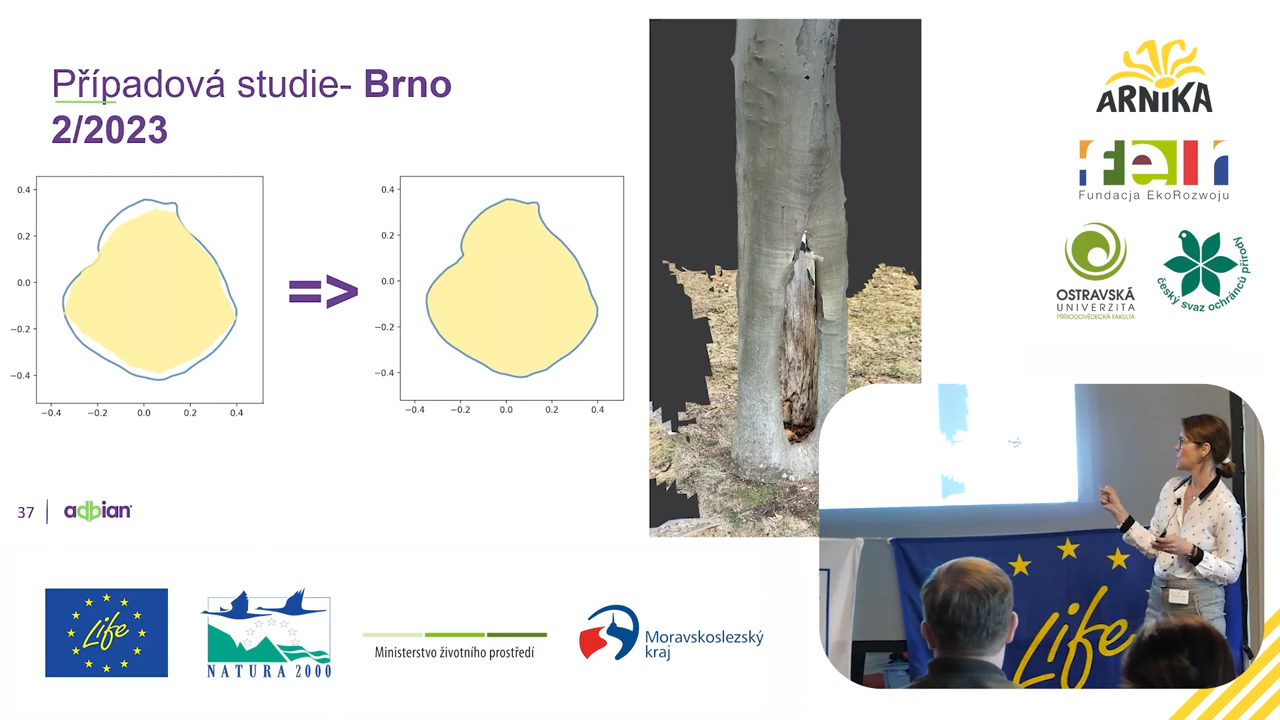 Případová studie- Brno
2/2023
0.4
0.2
0.0
−0.2
−0.4
−0.4
−0.2
0.0
0.2
0.4
=>
0.4
0.2
0.0
−0.2
−0.4
−0.4
−0.2
0.0
0.2
0.4
37
adbian
ARNIKA
feer
Fundacja EkoRozwoju
OSTRAVSKÁ
UNIVERZITA
PŘÍRODOVĚDECKÁ FAKULTA
český svaz ochránců přírody
Life
NATURA 2000
Ministerstvo životního prostředí
Moravskoslezský
kraj
Life